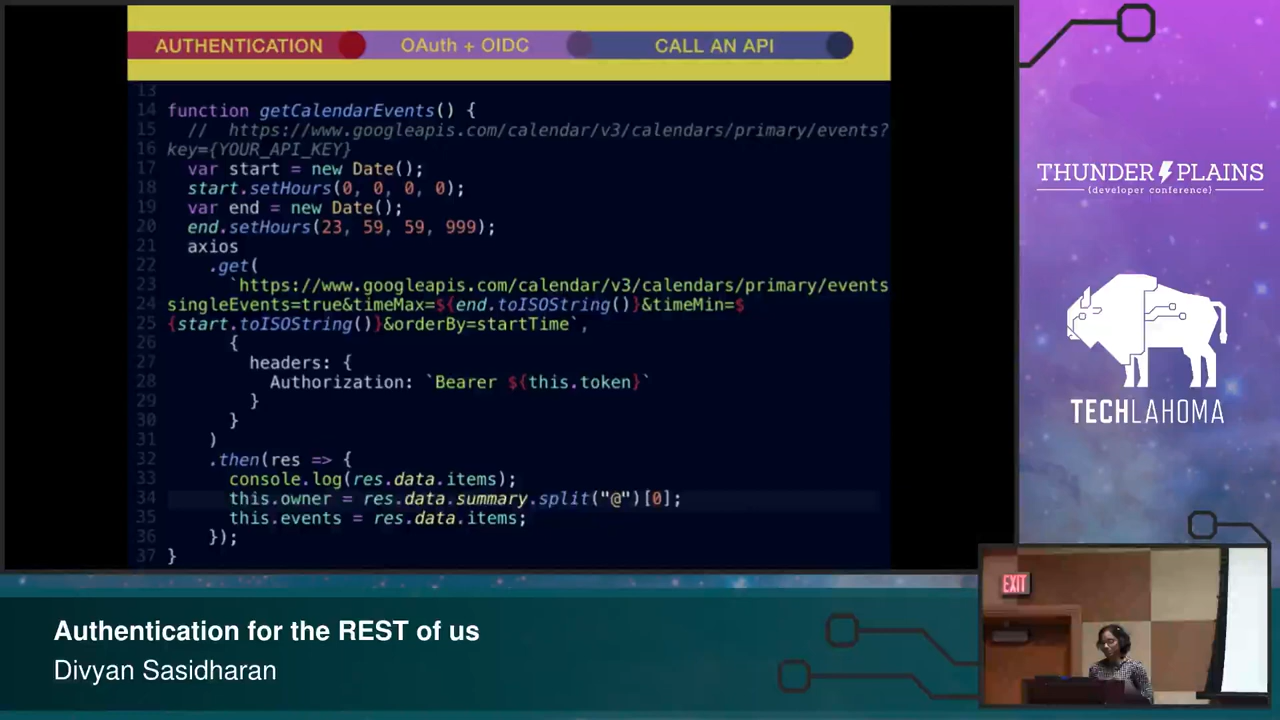 AUTHENTICATION
OAuth + OIDC
CALL AN API
13
14 function getCalendarEvents() {
15 // https://www.googleapis.com/calendar/v3/calendars/primary/events?
16 key={YOUR_API_KEY}
17 var start = new Date();
18 start.setHours(0, 0, 0, 0);
19 var end = new Date();
20 end.setHours(23, 59, 59, 999);
21 axios
22 .get(
23 `https://www.googleapis.com/calendar/v3/calendars/primary/events
24 singleEvents=true&timeMax=${end.toISOString()}&timeMin=$
25 {start.toISOString()}&orderBy=startTime`,
26 {
27 headers: {
28 Authorization: `Bearer ${this.token}`
29 }
30 }
31 )
32 .then(res => {
33 console.log(res.data.items);
34 this.owner = res.data.summary.split("@")[0];
35 this.events = res.data.items;
36 });
37 }
THUNDER PLAINS
{developer conference}
TECHLAHOMA
EXIT
Authentication for the REST of us
Divyan Sasidharan